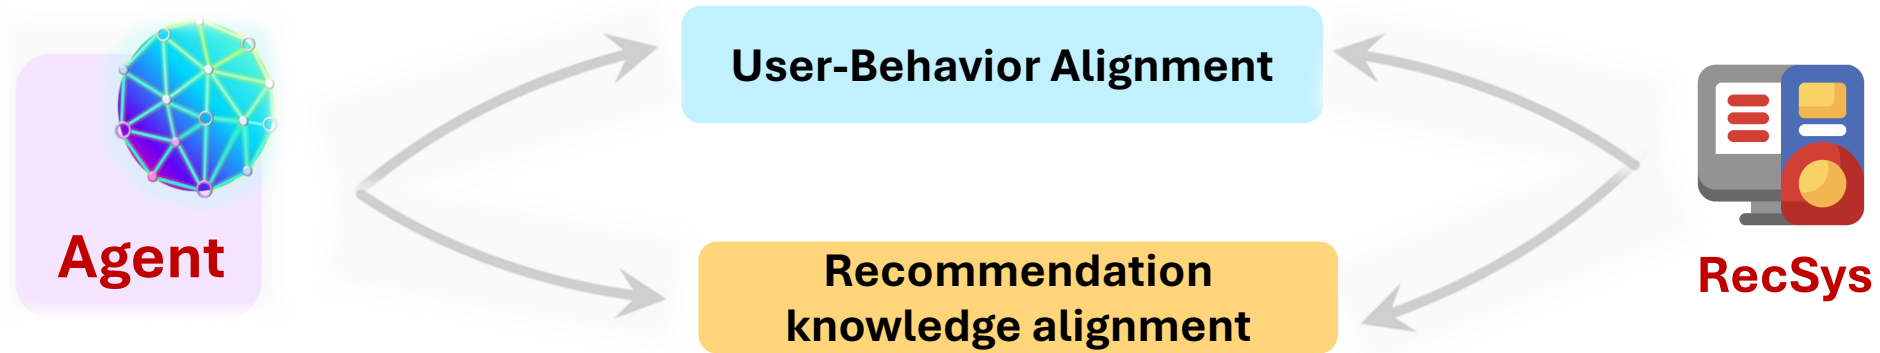 Agent
User-Behavior Alignment
Recommendation
knowledge alignment
RecSys